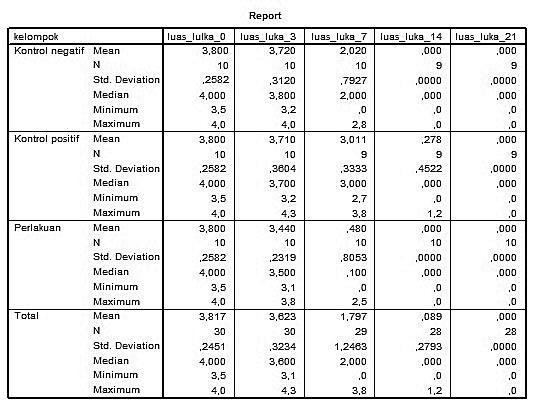 Report
kelompok luas_lulka_0 luas_luka_3 luas_luka_7 luas_luka_14 luas_luka_21
Kontrol negatif Mean 3,800 3,720 2,020 ,000 ,000
N 10 10 10 9 9
Std. Deviation ,2582 ,3120 ,7927 ,0000 ,0000
Median 4,000 3,800 2,000 ,000 ,000
Minimum 3,5 3,2 ,0 ,0 ,0
Maximum 4,0 4,0 2,8 ,0 ,0
Kontrol positif Mean 3,800 3,710 3,011 ,278 ,000
N 10 10 9 9 9
Std. Deviation ,2582 ,3604 ,3333 ,4522 ,0000
Median 4,000 3,700 3,000 ,000 ,000
Minimum 3,5 3,2 2,7 ,0 ,0
Maximum 4,0 4,3 3,8 1,2 ,0
Perlakuan Mean 3,800 3,440 ,480 ,000 ,000
N 10 10 10 10 10
Std. Deviation ,2582 ,2319 ,8053 ,0000 ,0000
Median 4,000 3,500 ,100 ,000 ,000
Minimum 3,5 3,1 ,0 ,0 ,0
Maximum 4,0 3,8 2,5 ,0 ,0
Total Mean 3,817 3,623 1,797 ,089 ,000
N 30 30 29 28 28
Std. Deviation ,2451 ,3234 1,2463 ,2793 ,0000
Median 4,000 3,600 2,000 ,000 ,000
Minimum 3,5 3,1 ,0 ,0 ,0
Maximum 4,0 4,3 3,8 1,2 ,0